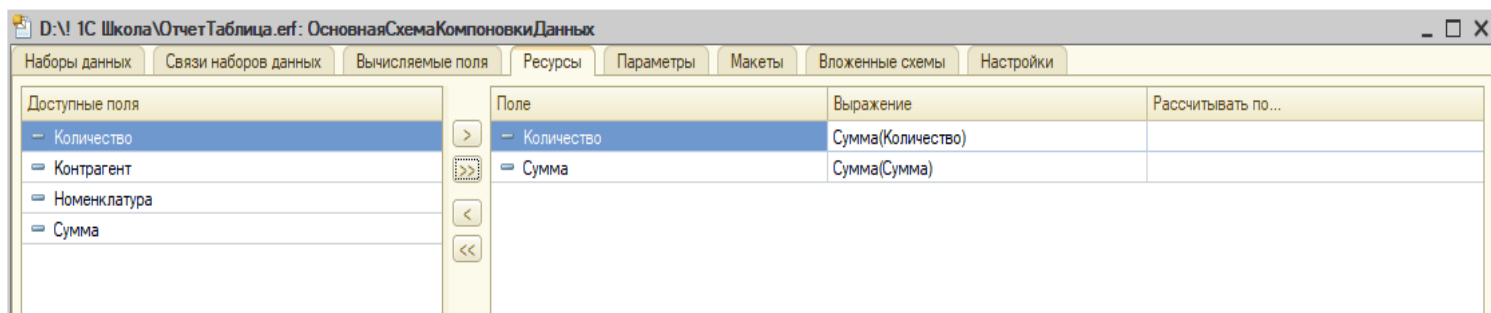 D:\! 1С Школа\ОтчетТаблица.erf: ОсновнаяСхемаКомпоновкиДанных
Наборы данных Связи наборов данных Вычисляемые поля Ресурсы Параметры Макеты Вложенные схемы Настройки
Доступные поля Поле Выражение Рассчитывать по...
Количество > Количество Сумма(Количество)
Контрагент >> Сумма Сумма(Сумма)
Номенклатура
<
Сумма
<<